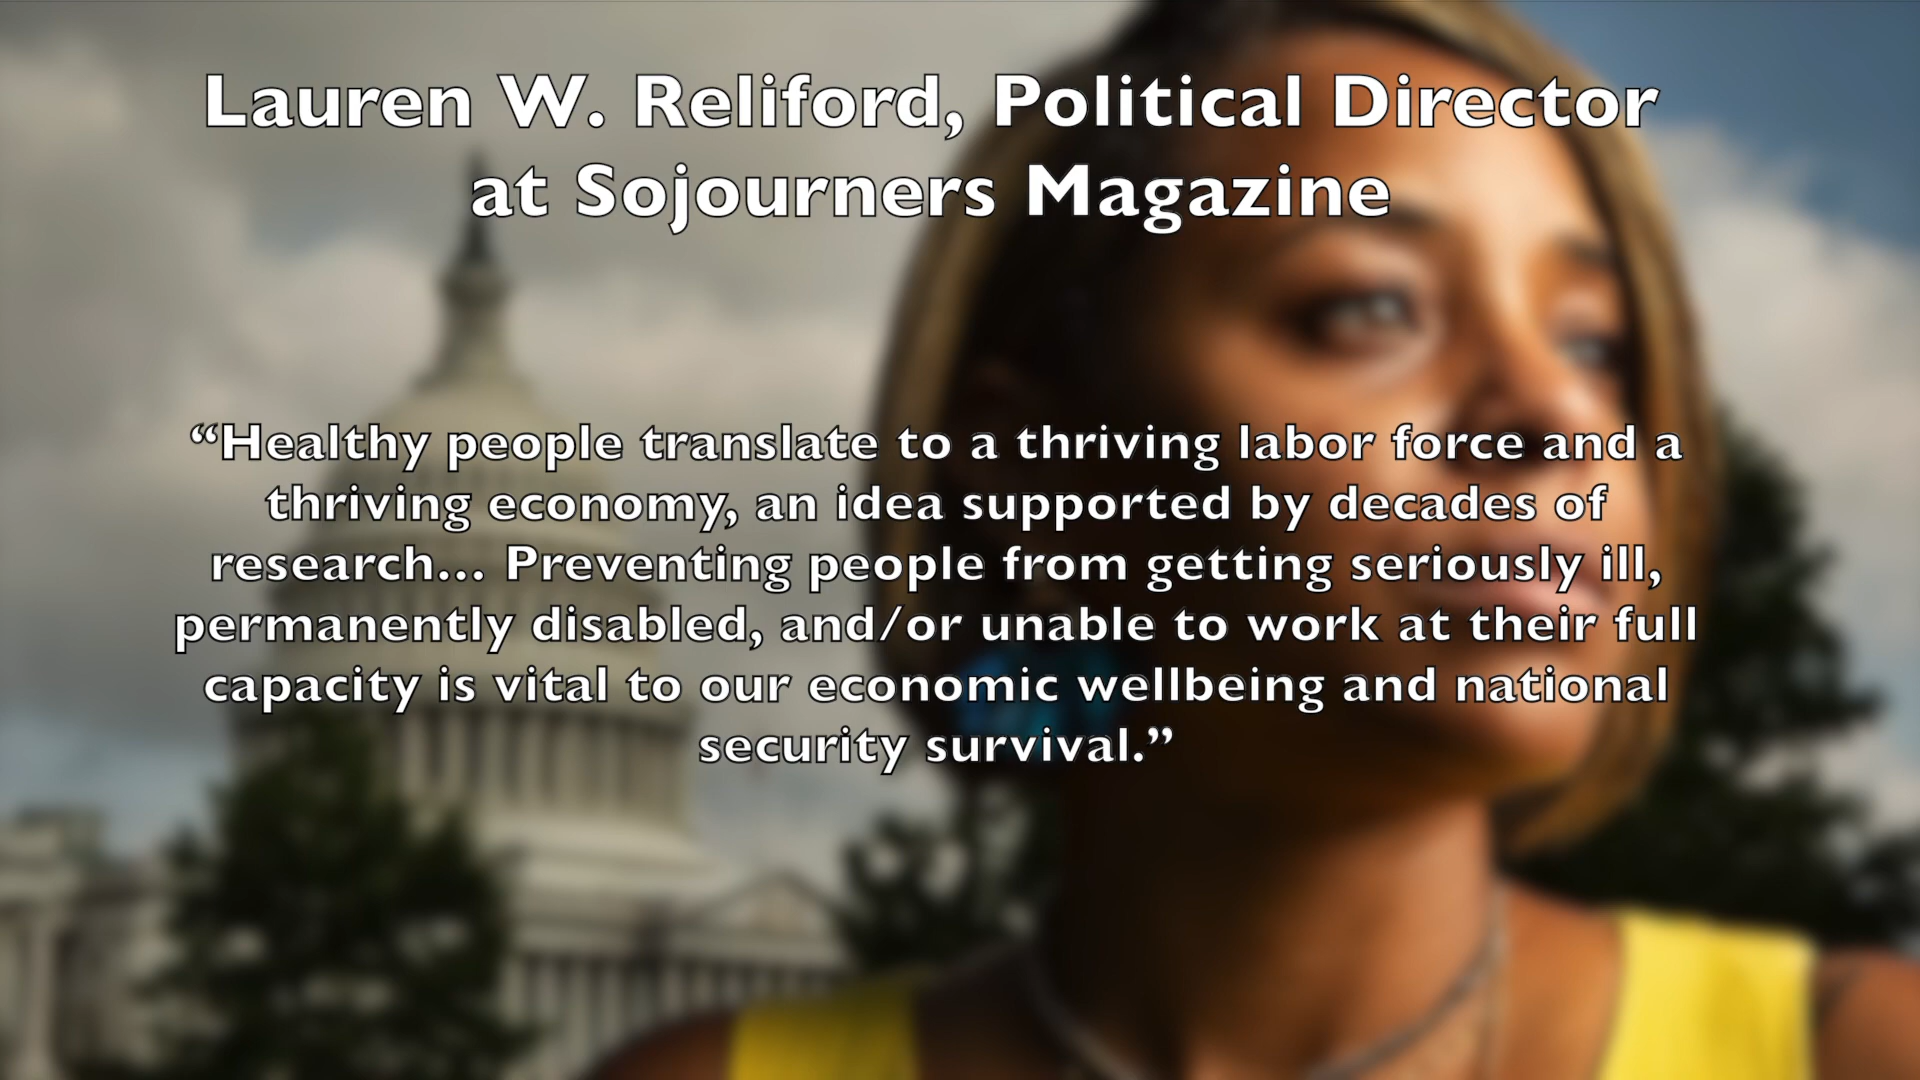 Lauren W. Reliford, Political Director
at Sojourners Magazine
“Healthy people translate to a thriving labor force and a
thriving economy, an idea supported by decades of
research… Preventing people from getting seriously ill,
permanently disabled, and/or unable to work at their full
capacity is vital to our economic wellbeing and national
security survival.”